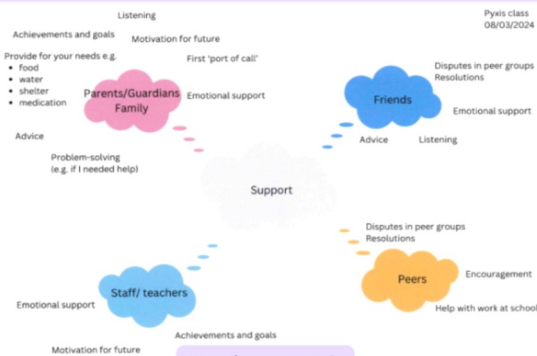 Listening
Pyxis class
08/03/2024
Achievements and goals
Motivation for future
Provide for your needs e.g.
• food
• water
• shelter
• medication
First 'port of call'
Parents/Guardians
Family
Emotional support
Advice
Problem-solving
(e.g. if I needed help)
Friends
Disputes in peer groups
Resolutions
Emotional support
Advice
Listening
Support
Disputes in peer groups
Resolutions
Peers
Encouragement
Help with work at school
Staff/ teachers
Emotional support
Achievements and goals
Motivation for future